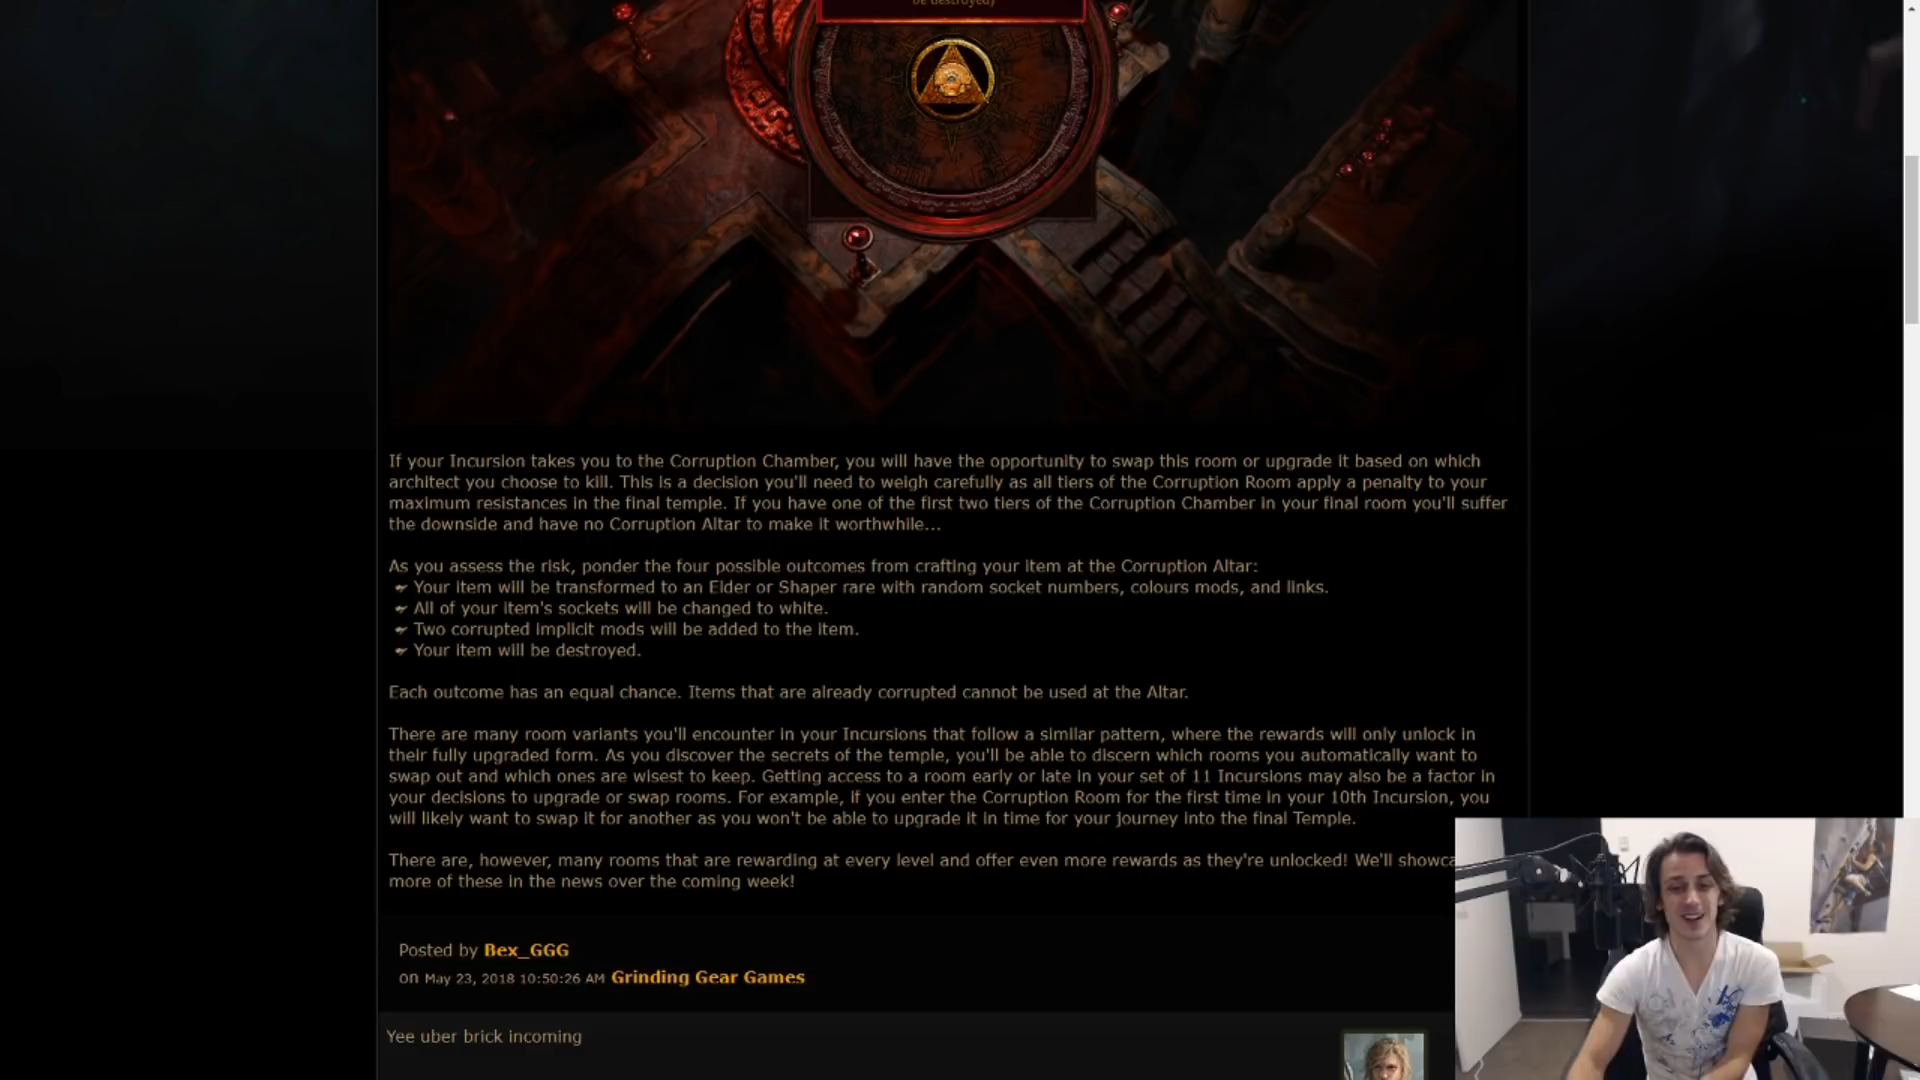 be destroyed)
If your Incursion takes you to the Corruption Chamber, you will have the opportunity to swap this room or upgrade it based on which
architect you choose to kill. This is a decision you'll need to weigh carefully as all tiers of the Corruption Room apply a penalty to your
maximum resistances in the final temple. If you have one of the first two tiers of the Corruption Chamber in your final room you'll suffer
the downside and have no Corruption Altar to make it worthwhile...
As you assess the risk, ponder the four possible outcomes from crafting your item at the Corruption Altar:
Your item will be transformed to an Elder or Shaper rare with random socket numbers, colours mods, and links.
All of your item's sockets will be changed to white.
Two corrupted implicit mods will be added to the item.
Your item will be destroyed.
Each outcome has an equal chance. Items that are already corrupted cannot be used at the Altar.
There are many room variants you'll encounter in your Incursions that follow a similar pattern, where the rewards will only unlock in
their fully upgraded form. As you discover the secrets of the temple, you'll be able to discern which rooms you automatically want to
swap out and which ones are wisest to keep. Getting access to a room early or late in your set of 11 Incursions may also be a factor in
your decisions to upgrade or swap rooms. For example, if you enter the Corruption Room for the first time in your 10th Incursion, you
will likely want to swap it for another as you won't be able to upgrade it in time for your journey into the final Temple.
There are, however, many rooms that are rewarding at every level and offer even more rewards as they're unlocked! We'll showca
more of these in the news over the coming week!
Posted by Bex_GGG
on May 23, 2018 10:50:26 AM Grinding Gear Games
Yee uber brick incoming